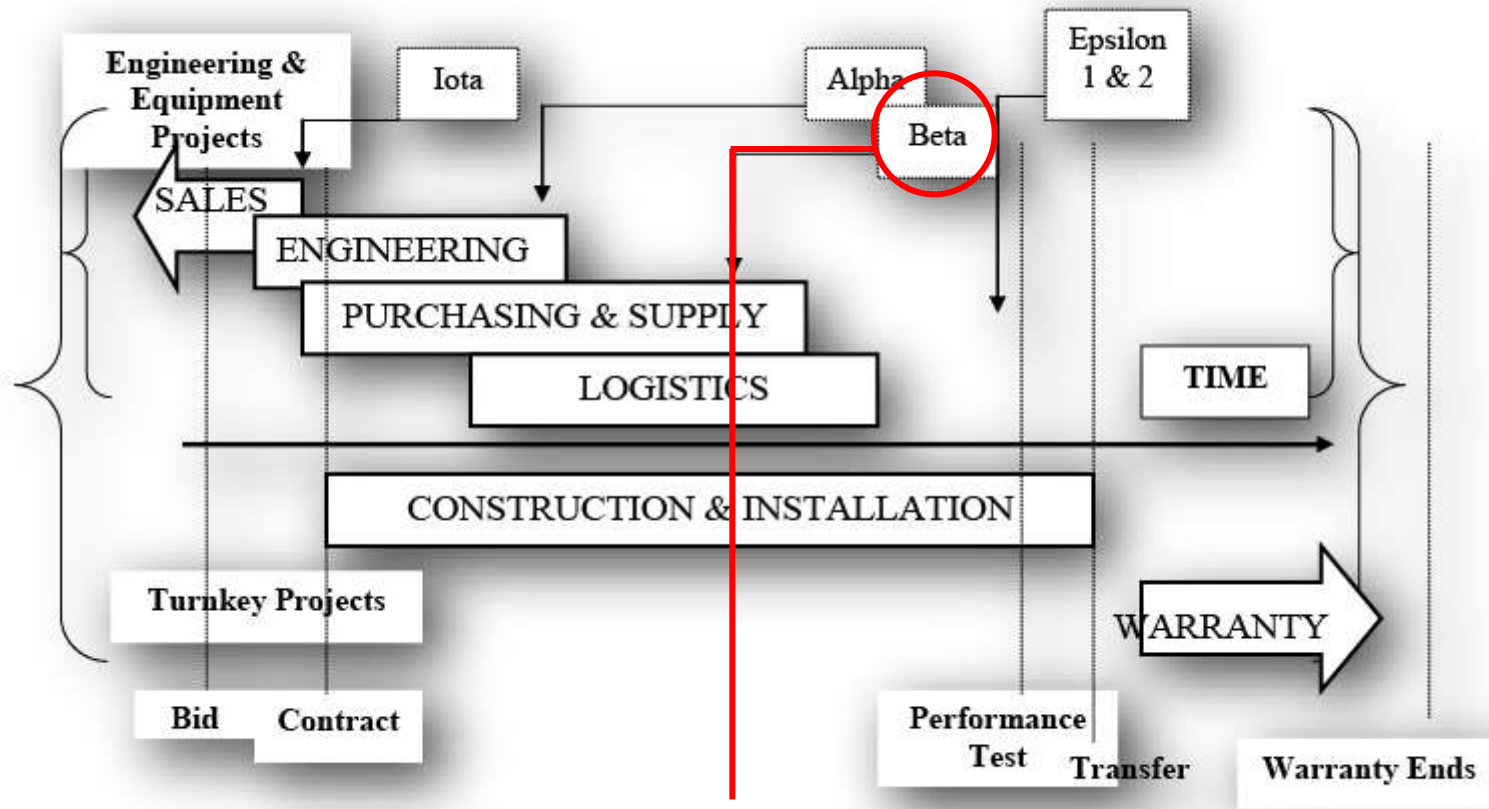 Engineering &
Equipment
Projects
Iota
Alpha
Beta
Epsilon
1 & 2
SALES
ENGINEERING
PURCHASING & SUPPLY
LOGISTICS
TIME
CONSTRUCTION & INSTALLATION
Turnkey Projects
WARRANTY
Bid
Contract
Performance
Test
Transfer
Warranty Ends